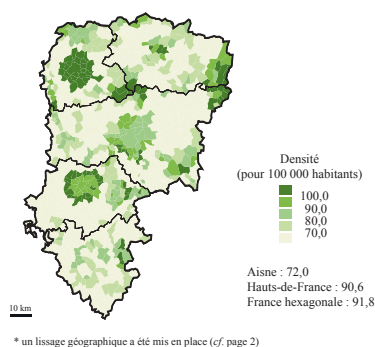 Densité
(pour 100 000 habitants)
100,0
90,0
80,0
70,0
Aisne : 72,0
Hauts-de-France : 90,6
France hexagonale : 91,8
10 km
* un lissage géographique a été mis en place (cf. page 2)